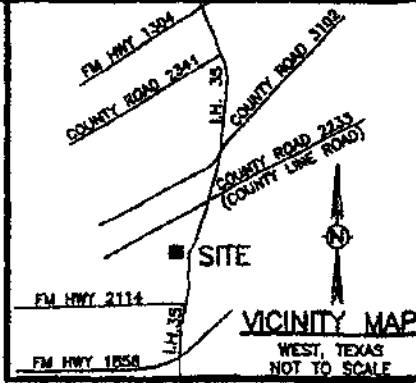 FM HWY 1304
COUNTY ROAD 2341
I.H. 35
COUNTY ROAD 3102
COUNTY ROAD 2233
(COUNTY LINE ROAD)
N
SITE
FM HWY 2114
I.H. 35
FM HWY 1858
VICINITY MAP
WEST, TEXAS
NOT TO SCALE